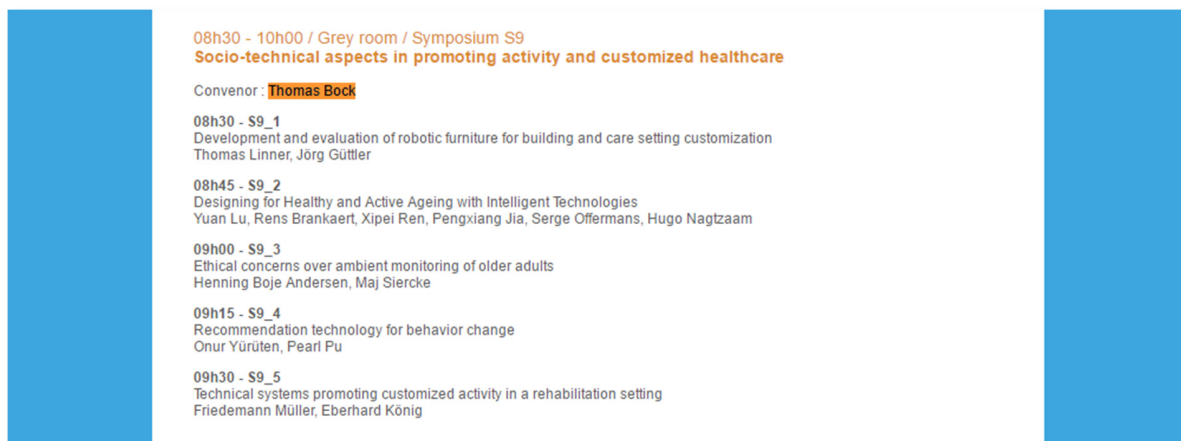 08h30 - 10h00 / Grey room / Symposium S9
Socio-technical aspects in promoting activity and customized healthcare
Convenor : Thomas Bock
08h30 - S9_1
Development and evaluation of robotic furniture for building and care setting customization
Thomas Linner, Jörg Güttler
08h45 - S9_2
Designing for Healthy and Active Ageing with Intelligent Technologies
Yuan Lu, Rens Brankaert, Xipei Ren, Pengxiang Jia, Serge Offermans, Hugo Nagtzaam
09h00 - S9_3
Ethical concerns over ambient monitoring of older adults
Henning Boje Andersen, Maj Siercke
09h15 - S9_4
Recommendation technology for behavior change
Onur Yürüten, Pearl Pu
09h30 - S9_5
Technical systems promoting customized activity in a rehabilitation setting
Friedemann Müller, Eberhard König